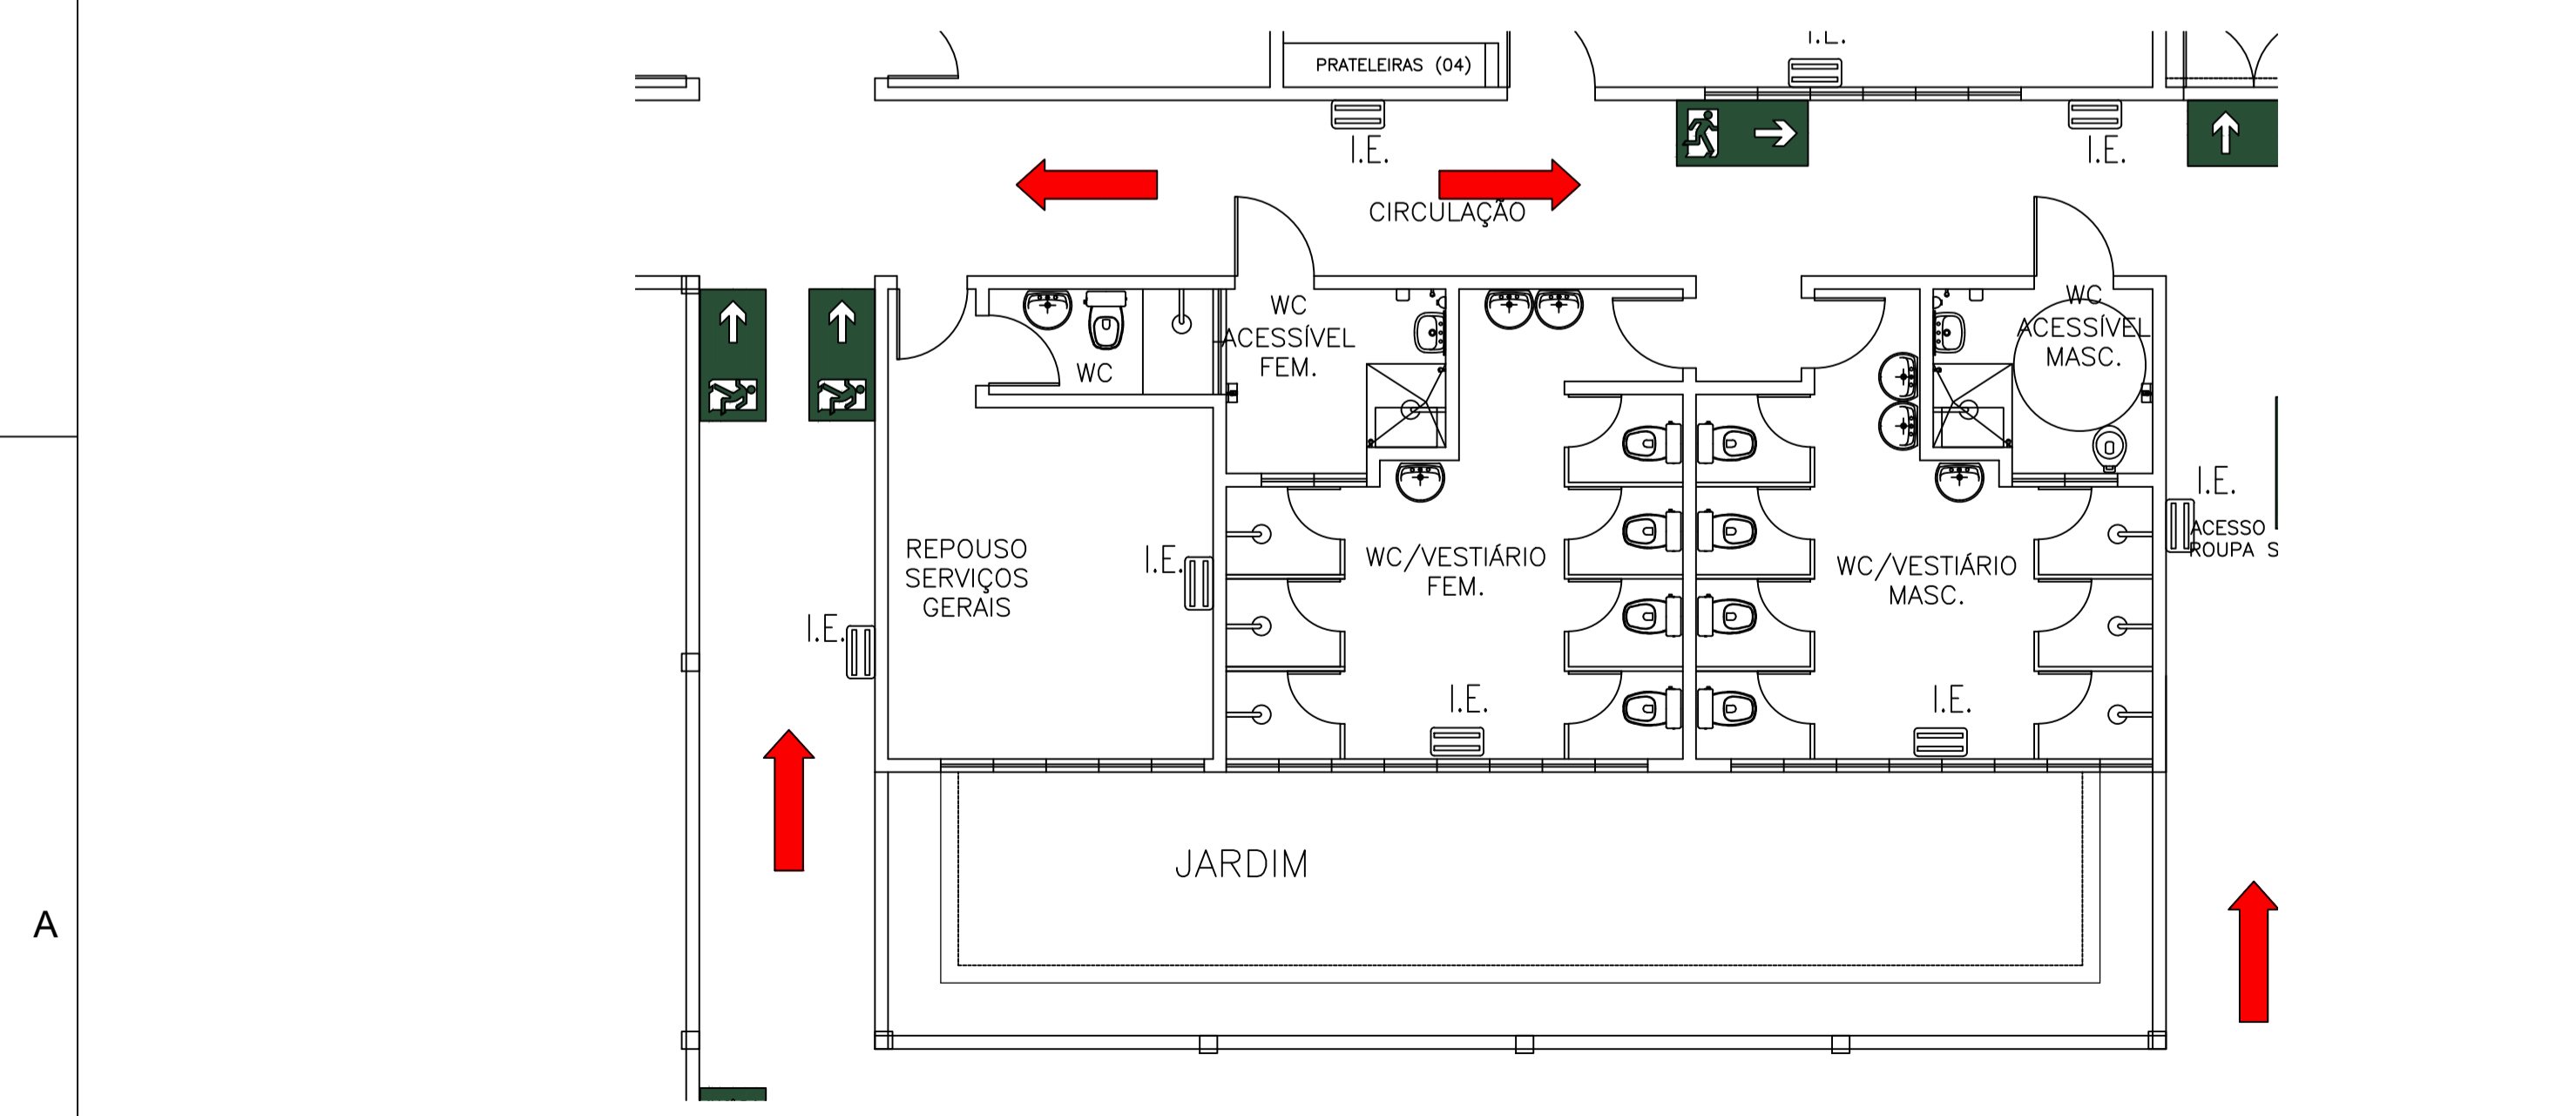 I.E.
PRATELEIRAS (04)
I.E.
I.E.
CIRCULAÇÃO
WC
ACESSÍVEL
FEM.
WC
ACESSÍVEL
MASC.
WC
I.E.
ACESSO
ROUPA S
REPOUSO
SERVIÇOS
GERAIS
I.E.
WC/VESTIÁRIO
FEM.
WC/VESTIÁRIO
MASC.
I.E.
I.E.
I.E.
JARDIM
A